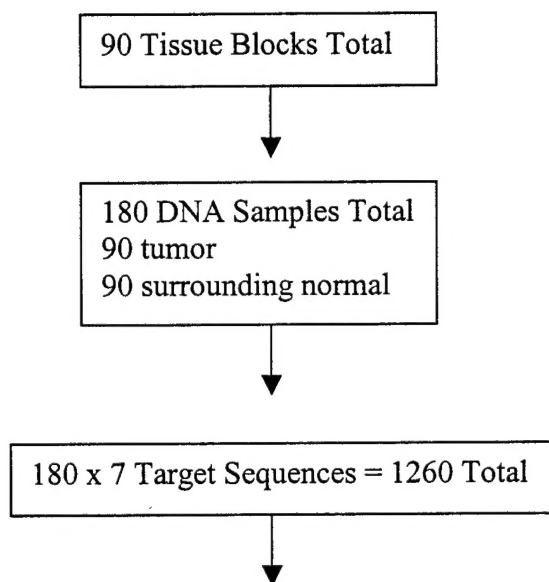 90 Tissue Blocks Total
180 DNA Samples Total
90 tumor
90 surrounding normal
180 x 7 Target Sequences = 1260 Total